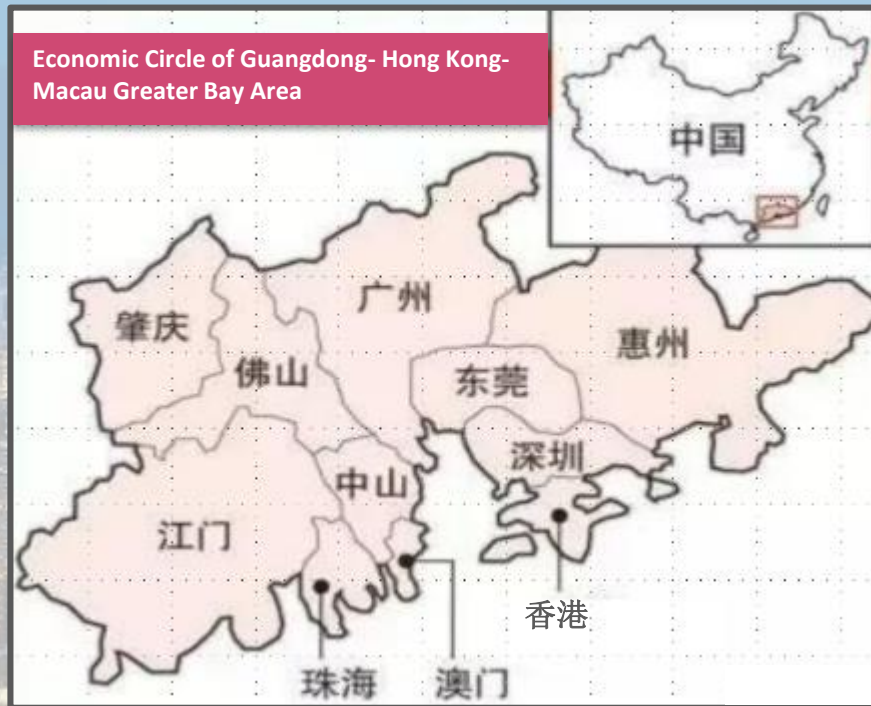 Economic Circle of Guangdong- Hong Kong-
Macau Greater Bay Area
中国
广州
肇庆
惠州
佛山
东莞
深圳
中山
江门
香港
珠海
澳门